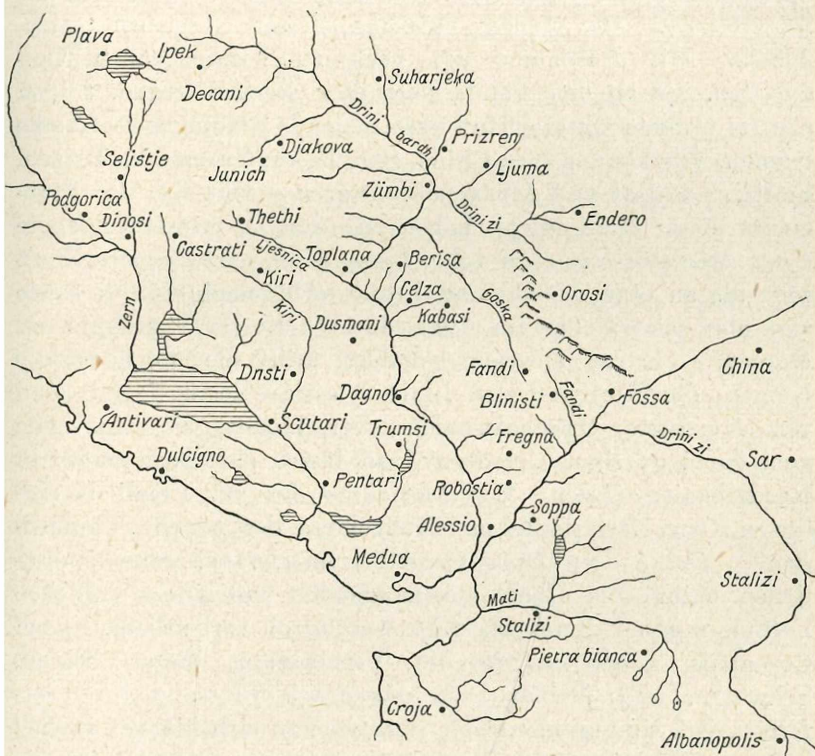 Plava
Ipek
Decani
Suharjeka
Drini bardh
Prizren
Djakova
Junich
Ljuma
Selistje
Zümbi
Podgorica
Dinosi
Thethi
Drini zi
Endero
Castrati
Ljesnica
Toplana
Berisa
Kiri
Kiri
Celza
Kabasi
Goska
Orosi
Zern
Dusmani
China
Dnsti
Fandi
Dagno
Blinisti
Fandi
Fossa
Antivari
Scutari
Trumsi
Fregna
Drini zi
Dulcigno
Sar
Pentari
Robostia
Alessio
Soppa
Medua
Stalizi
Mati
Stalizi
Pietra bianca
Croja
Albanopolis